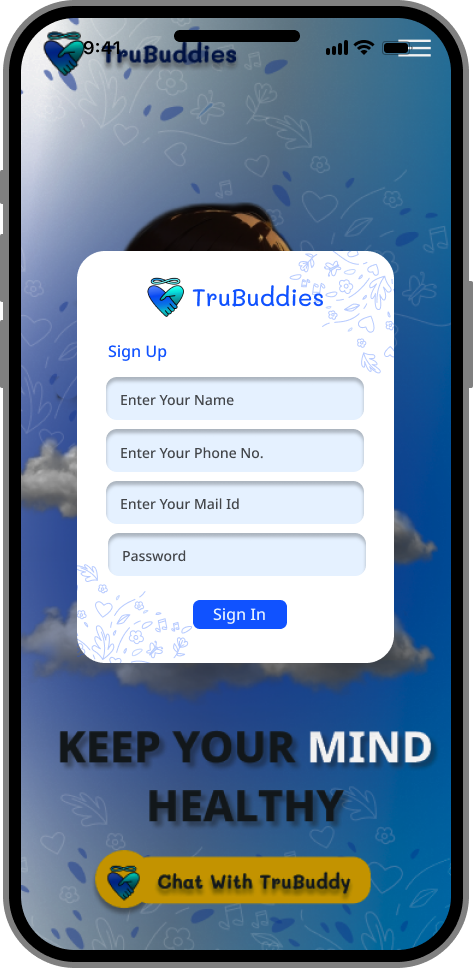 9:41
TruBuddies
TruBuddies
Sign Up
Enter Your Name
Enter Your Phone No.
Enter Your Mail Id
Password
Sign In
KEEP YOUR MIND
HEALTHY
Chat With TruBuddy